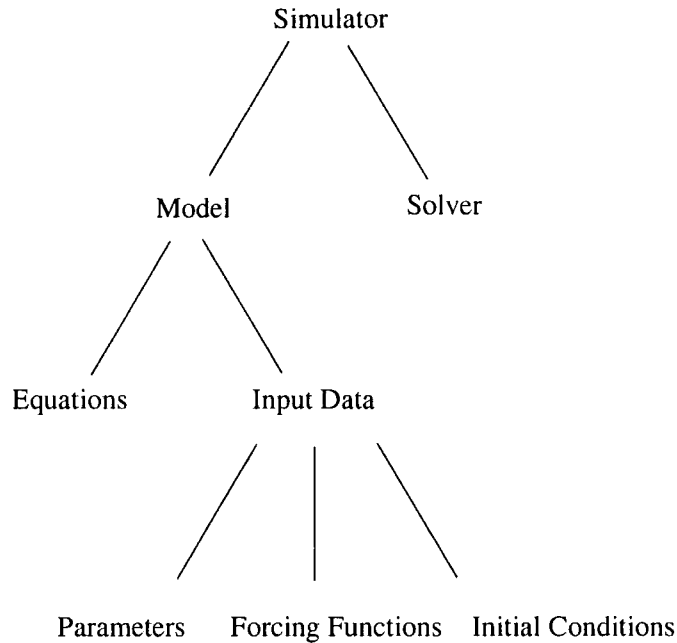 Simulator
Model Solver
Equations Input Data
Parameters Forcing Functions Initial Conditions